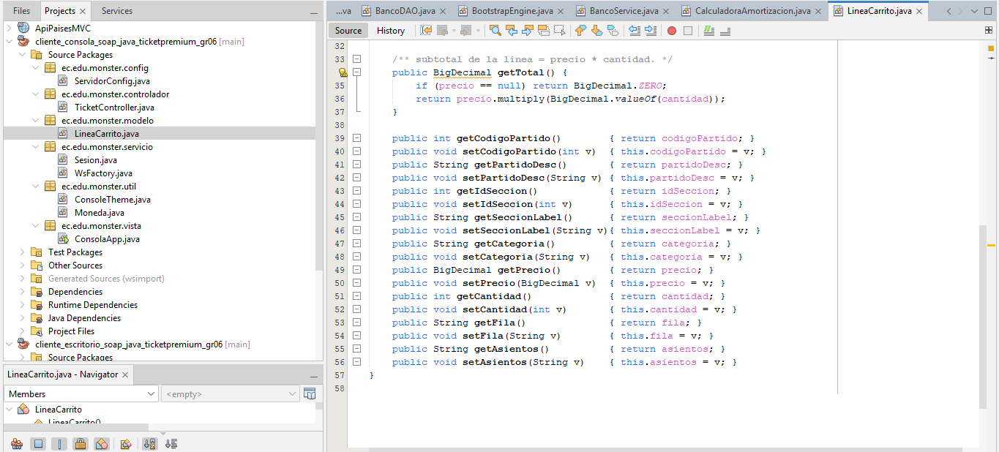 Files
Projects
Services
ApiPaisesMVC
cliente_consola_soap_java_ticketpremium_gr06 [main]
Source Packages
ec.edu.monster.config
ServidorConfig.java
ec.edu.monster.controlador
TicketController.java
ec.edu.monster.modelo
LineaCarrito.java
ec.edu.monster.servicio
Sesion.java
WsFactory.java
ec.edu.monster.util
ConsoleTheme.java
Moneda.java
ec.edu.monster.vista
ConsolaApp.java
Test Packages
Other Sources
Generated Sources (wsimport)
Dependencies
Runtime Dependencies
Java Dependencies
Project Files
cliente_escritorio_soap_java_ticketpremium_gr06 [main]
Source Packages
LineaCarrito.java - Navigator
Members
<empty>
LineaCarrito
LineaCarrito()
...va
BancoDAO.java
BootstrapEngine.java
BancoService.java
CalculadoraAmortizacion.java
LineaCarrito.java
Source
History
32
33 /** subtotal de la linea = precio * cantidad. */
public BigDecimal getTotal() {
35 if (precio == null) return BigDecimal.ZERO;
36 return precio.multiply(BigDecimal.valueOf(cantidad));
37 }
38
39 public int getCodigoPartido() { return codigoPartido; }
40 public void setCodigoPartido(int v) { this.codigoPartido = v; }
41 public String getPartidoDesc() { return partidoDesc; }
42 public void setPartidoDesc(String v) { this.partidoDesc = v; }
43 public int getIdSeccion() { return idSeccion; }
44 public void setIdSeccion(int v) { this.idSeccion = v; }
45 public String getSeccionLabel() { return seccionLabel; }
46 public void setSeccionLabel(String v){ this.seccionLabel = v; }
47 public String getCategoria() { return categoria; }
48 public void setCategoria(String v) { this.categoria = v; }
49 public BigDecimal getPrecio() { return precio; }
50 public void setPrecio(BigDecimal v) { this.precio = v; }
51 public int getCantidad() { return cantidad; }
52 public void setCantidad(int v) { this.cantidad = v; }
53 public String getFila() { return fila; }
54 public void setFila(String v) { this.fila = v; }
55 public String getAsientos() { return asientos; }
56 public void setAsientos(String v) { this.asientos = v; }
57 }
58